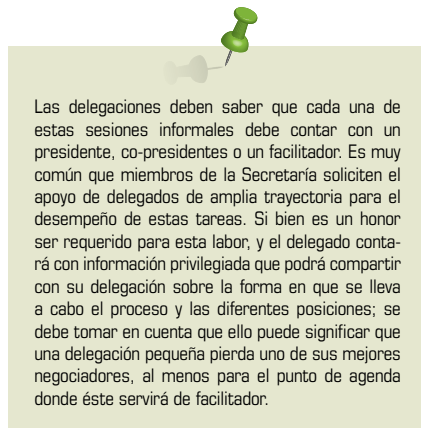 Las delegaciones deben saber que cada una de
estas sesiones informales debe contar con un
presidente, co-presidentes o un facilitador. Es muy
común que miembros de la Secretaría soliciten el
apoyo de delegados de amplia trayectoria para el
desempeño de estas tareas. Si bien es un honor
ser requerido para esta labor, y el delegado conta-
rá con información privilegiada que podrá compartir
con su delegación sobre la forma en que se lleva
a cabo el proceso y las diferentes posiciones; se
debe tomar en cuenta que ello puede significar que
una delegación pequeña pierda uno de sus mejores
negociadores, al menos para el punto de agenda
donde éste servirá de facilitador.